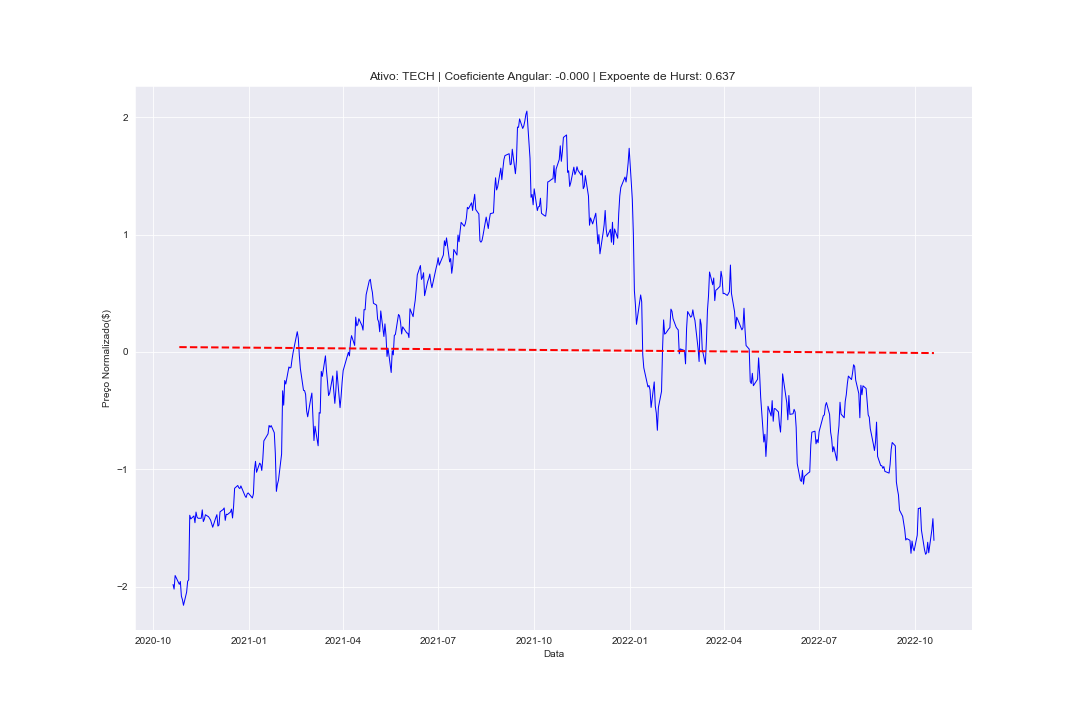 Ativo: TECH | Coeficiente Angular: -0.000 | Expoente de Hurst: 0.637
Preço Normalizado($)
2
1
0
−1
−2
2020-10 2021-01 2021-04 2021-07 2021-10 2022-01 2022-04 2022-07 2022-10
Data